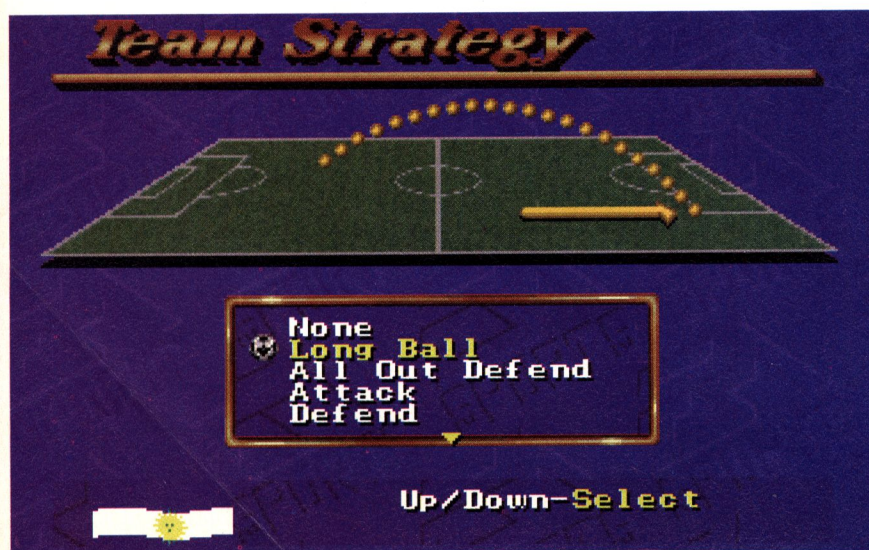 Team Strategy
None
Long Ball
All Out Defend
Attack
Defend
Up/Down-Select